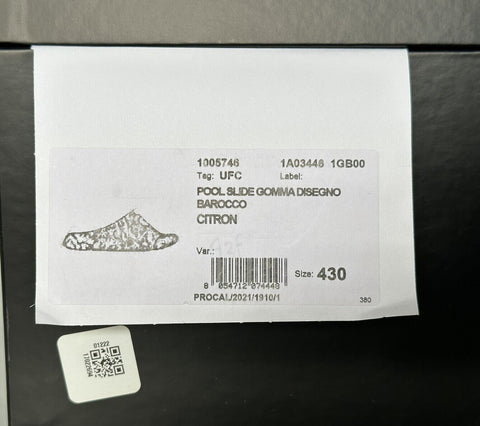 1005746 1A03446 1GB00
Tag: UFC Label:
POOL SLIDE GOMMA DISEGNO
BAROCCO
CITRON
Var.:
Size: 430
8 054712 074449
PROCAL/2021/1910/1
380
01222